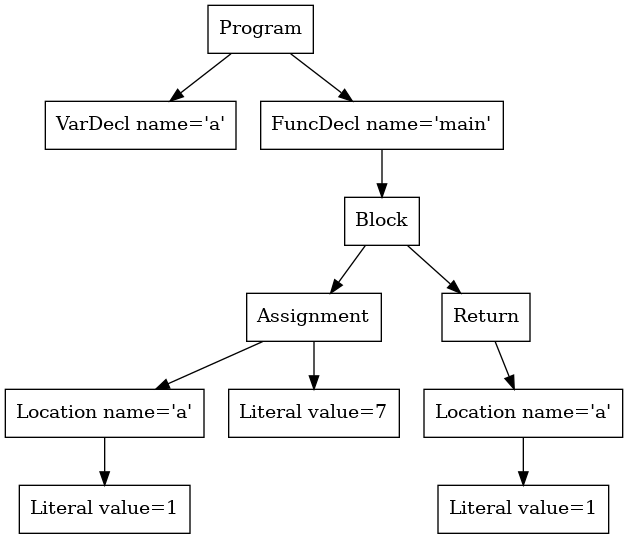 Program
VarDecl name='a'
FuncDecl name='main'
Block
Assignment
Return
Location name='a'
Literal value=7
Location name='a'
Literal value=1
Literal value=1